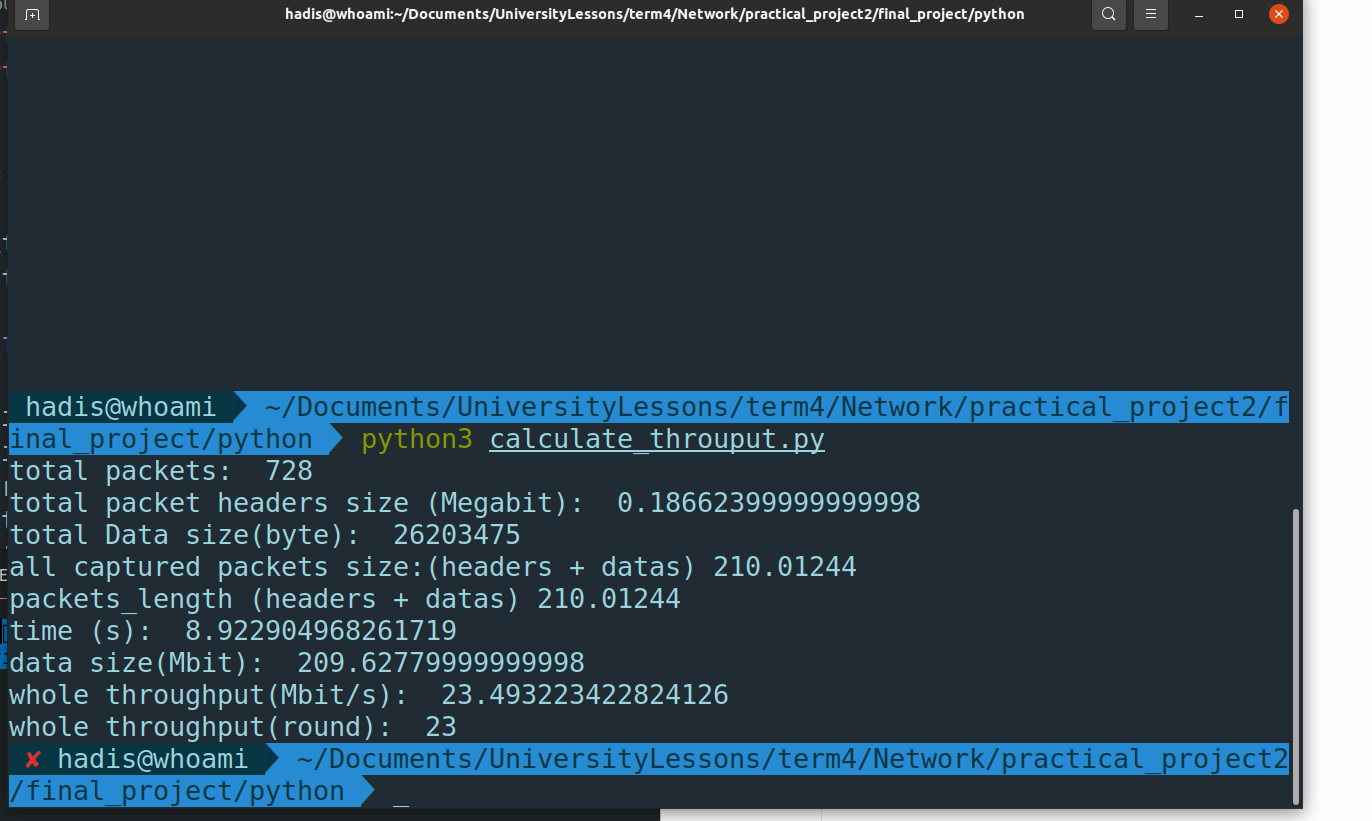 hadis@whoami:~/Documents/UniversityLessons/term4/Network/practical_project2/final_project/python
hadis@whoami ~/Documents/UniversityLessons/term4/Network/practical_project2/f
inal_project/python python3 calculate_throuput.py
total packets:  728
total packet headers size (Megabit):  0.18662399999999998
total Data size(byte):  26203475
all captured packets size:(headers + datas) 210.01244
packets_length (headers + datas) 210.01244
time (s):  8.922904968261719
data size(Mbit):  209.62779999999998
whole throughput(Mbit/s):  23.493223422824126
whole throughput(round):  23
✘ hadis@whoami ~/Documents/UniversityLessons/term4/Network/practical_project2
/final_project/python _